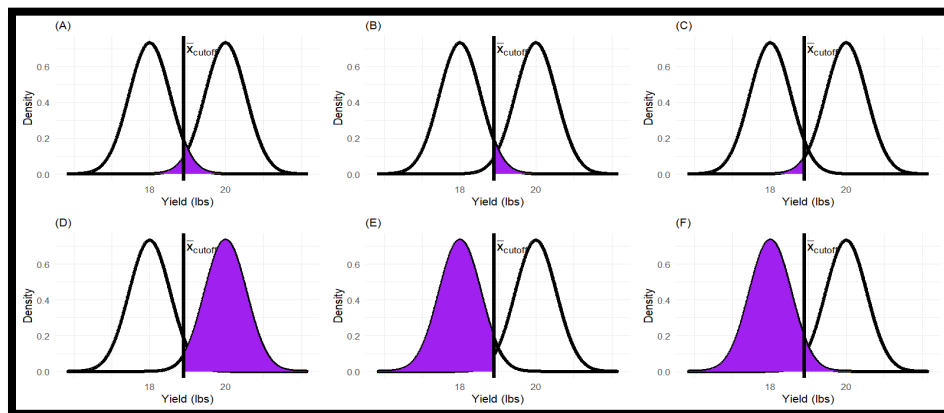 (A)
X̅cutoff
Density
0.6
0.4
0.2
0.0
18
20
Yield (lbs)
(B)
X̅cutoff
Density
0.6
0.4
0.2
0.0
18
20
Yield (lbs)
(C)
X̅cutoff
Density
0.6
0.4
0.2
0.0
18
20
Yield (lbs)
(D)
X̅cutoff
Density
0.6
0.4
0.2
0.0
18
20
Yield (lbs)
(E)
X̅cutoff
Density
0.6
0.4
0.2
0.0
18
20
Yield (lbs)
(F)
X̅cutoff
Density
0.6
0.4
0.2
0.0
18
20
Yield (lbs)